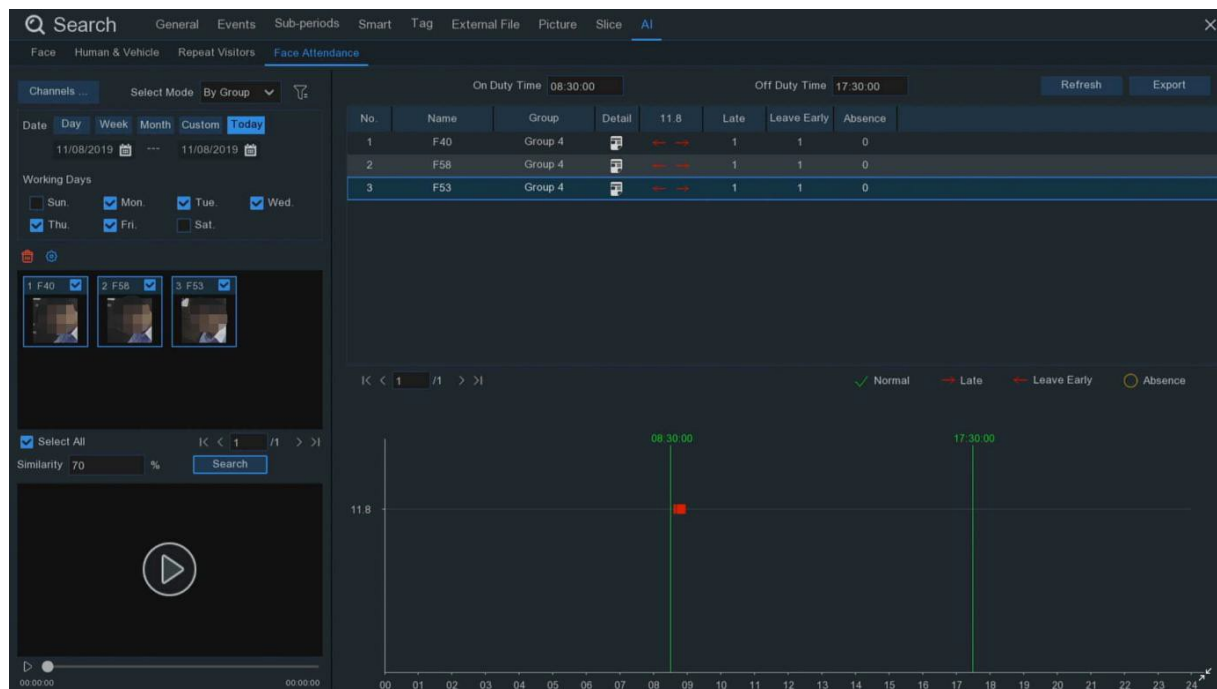 Search General Events Sub-periods Smart Tag External File Picture Slice AI
Face Human & Vehicle Repeat Visitors Face Attendance
Channels ... Select Mode By Group
Date Day Week Month Custom Today
11/08/2019 --- 11/08/2019
Working Days
Sun. Mon. Tue. Wed.
Thu. Fri. Sat.
1 F40 2 F58 3 F53
Select All 1 /1
Similarity 70 % Search
00:00:00 00:00:00
On Duty Time 08:30:00 Off Duty Time 17:30:00 Refresh Export
No. Name Group Detail 11.8 Late Leave Early Absence
1 F40 Group 4 1 1 0
2 F58 Group 4 1 1 0
3 F53 Group 4 1 1 0
1 /1 Normal Late Leave Early Absence
08:30:00 17:30:00
11.8
00 01 02 03 04 05 06 07 08 09 10 11 12 13 14 15 16 17 18 19 20 21 22 23 24